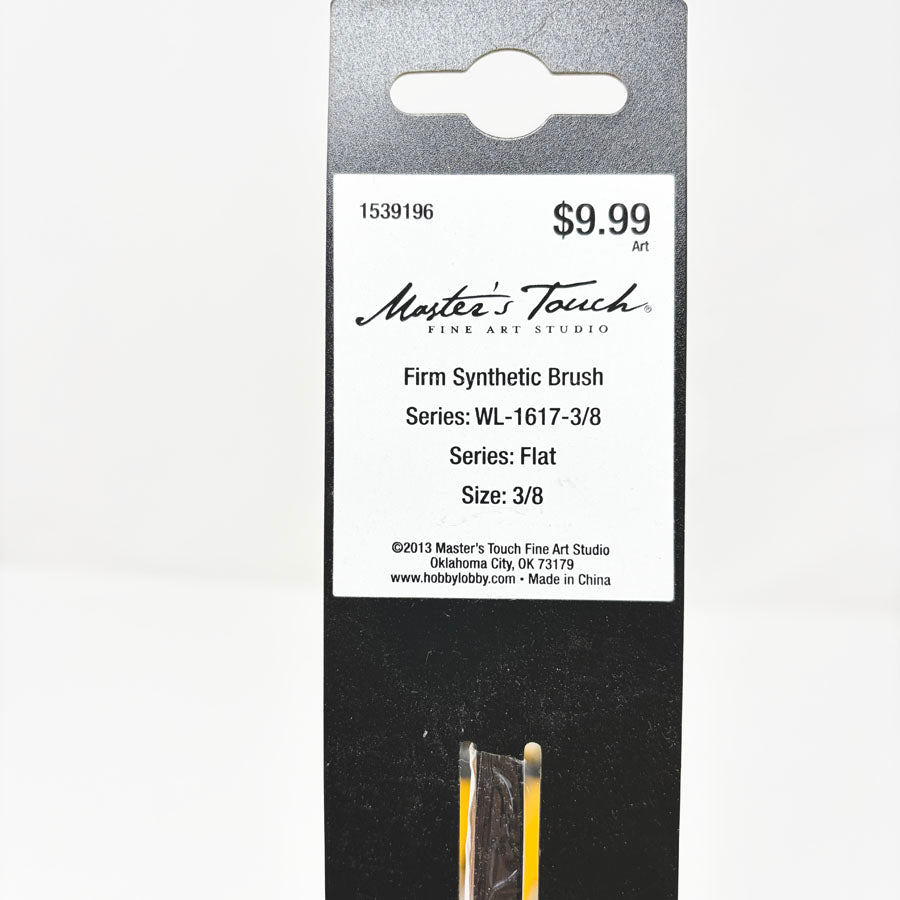 1539196
$9.99
Art
Master's Touch®
FINE ART STUDIO
Firm Synthetic Brush
Series: WL-1617-3/8
Series: Flat
Size: 3/8
©2013 Master's Touch Fine Art Studio
Oklahoma City, OK 73179
www.hobbylobby.com • Made in China